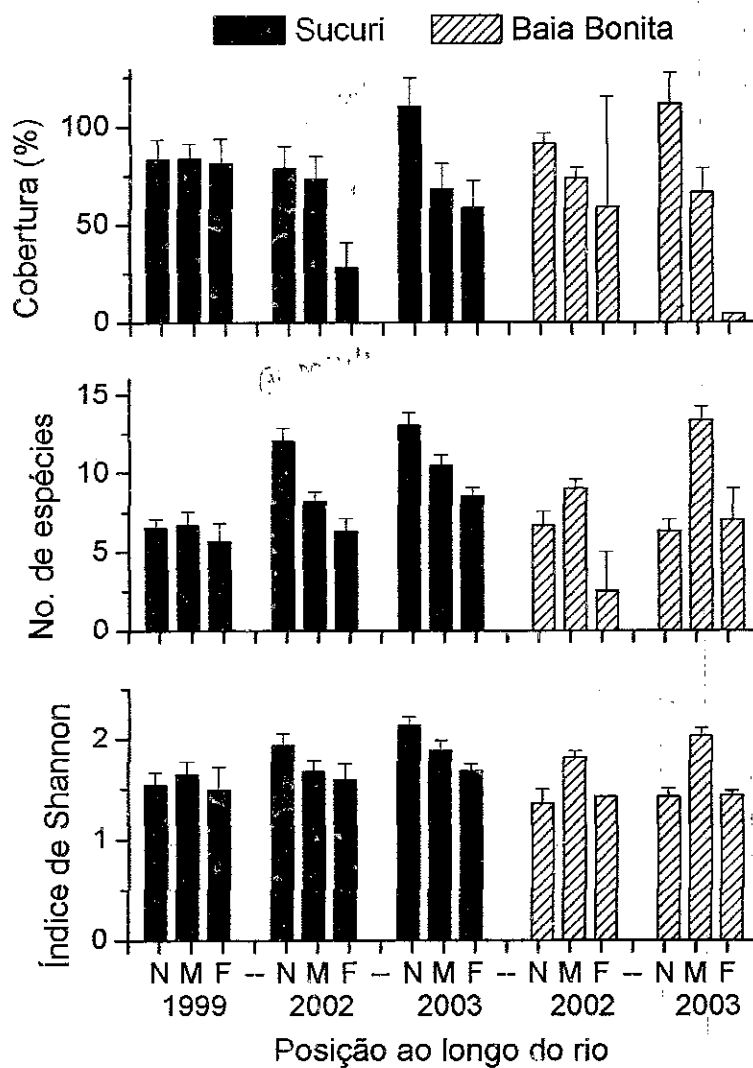 Sucuri Baia Bonita
Cobertura (%)
100
50
0
No. de espécies
15
10
5
0
Índice de Shannon
2
1
0
N M F -- N M F – N M F -- N M F – N M F
1999 2002 2003 2002 2003
Posição ao longo do rio